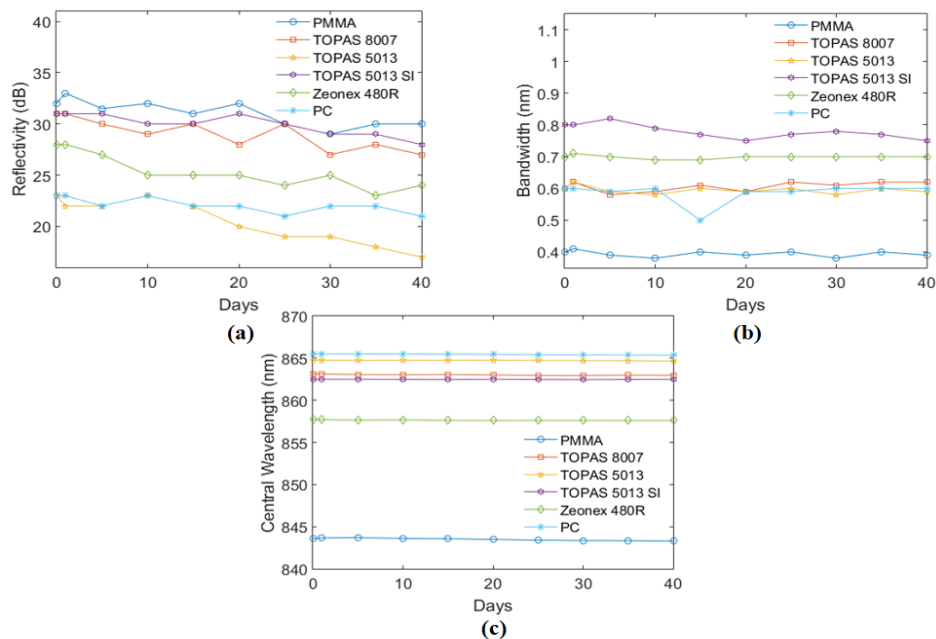 40
35
30
25
20
Reflectivity (dB)
0 10 20 30 40
Days
PMMA
TOPAS 8007
TOPAS 5013
TOPAS 5013 SI
Zeonex 480R
PC
(a)
1.1
1
0.9
0.8
0.7
0.6
0.5
0.4
Bandwidth (nm)
0 10 20 30 40
Days
PMMA
TOPAS 8007
TOPAS 5013
TOPAS 5013 SI
Zeonex 480R
PC
(b)
870
865
860
855
850
845
840
Central Wavelength (nm)
0 10 20 30 40
Days
PMMA
TOPAS 8007
TOPAS 5013
TOPAS 5013 SI
Zeonex 480R
PC
(c)